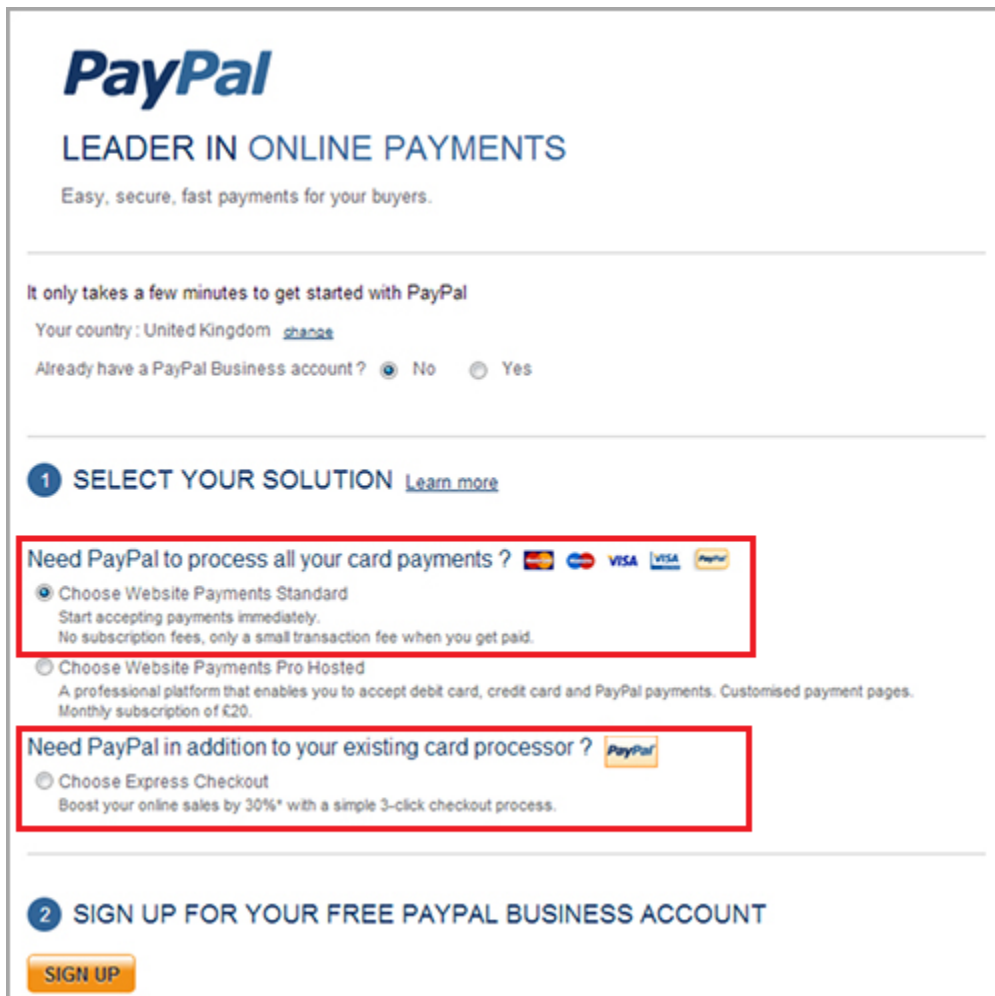 PayPal
LEADER IN ONLINE PAYMENTS
Easy, secure, fast payments for your buyers.
It only takes a few minutes to get started with PayPal
Your country : United Kingdom change
Already have a PayPal Business account ? No Yes
1 SELECT YOUR SOLUTION Learn more
Need PayPal to process all your card payments ? VISA VISA PayPal
Choose Website Payments Standard
Start accepting payments immediately.
No subscription fees, only a small transaction fee when you get paid.
Choose Website Payments Pro Hosted
A professional platform that enables you to accept debit card, credit card and PayPal payments. Customised payment pages.
Monthly subscription of £20.
Need PayPal in addition to your existing card processor ? PayPal
Choose Express Checkout
Boost your online sales by 30%* with a simple 3-click checkout process.
2 SIGN UP FOR YOUR FREE PAYPAL BUSINESS ACCOUNT
SIGN UP